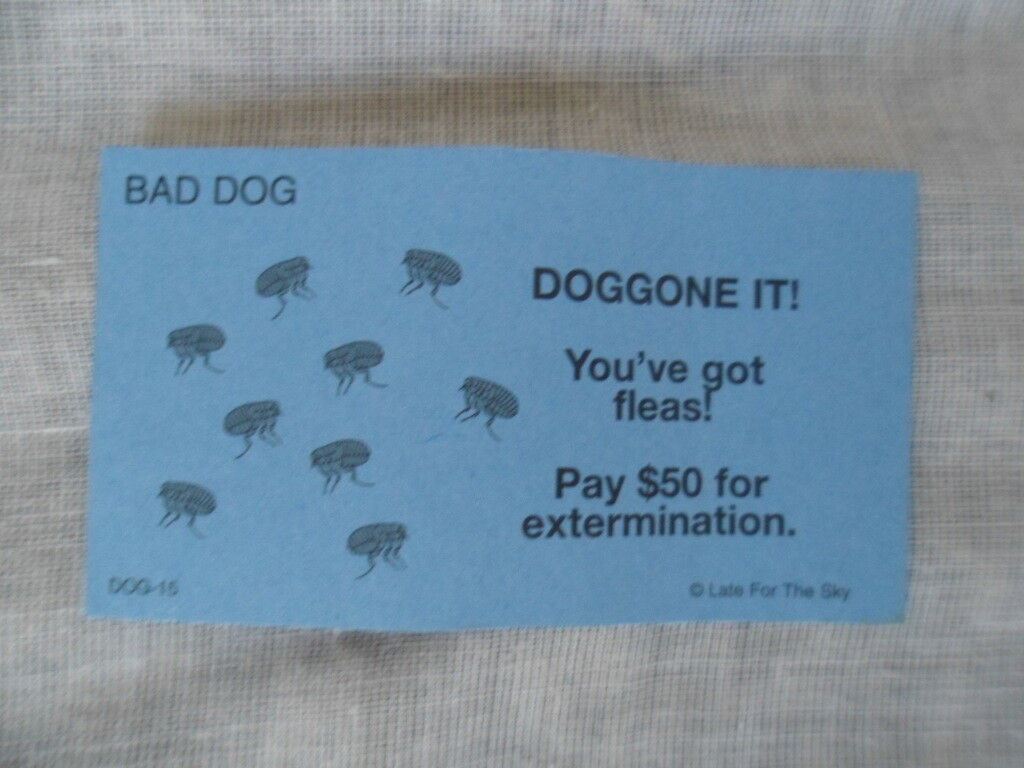 BAD DOG
DOGGONE IT!
You've got
fleas!
Pay $50 for
extermination.
DOG-15
© Late For The Sky